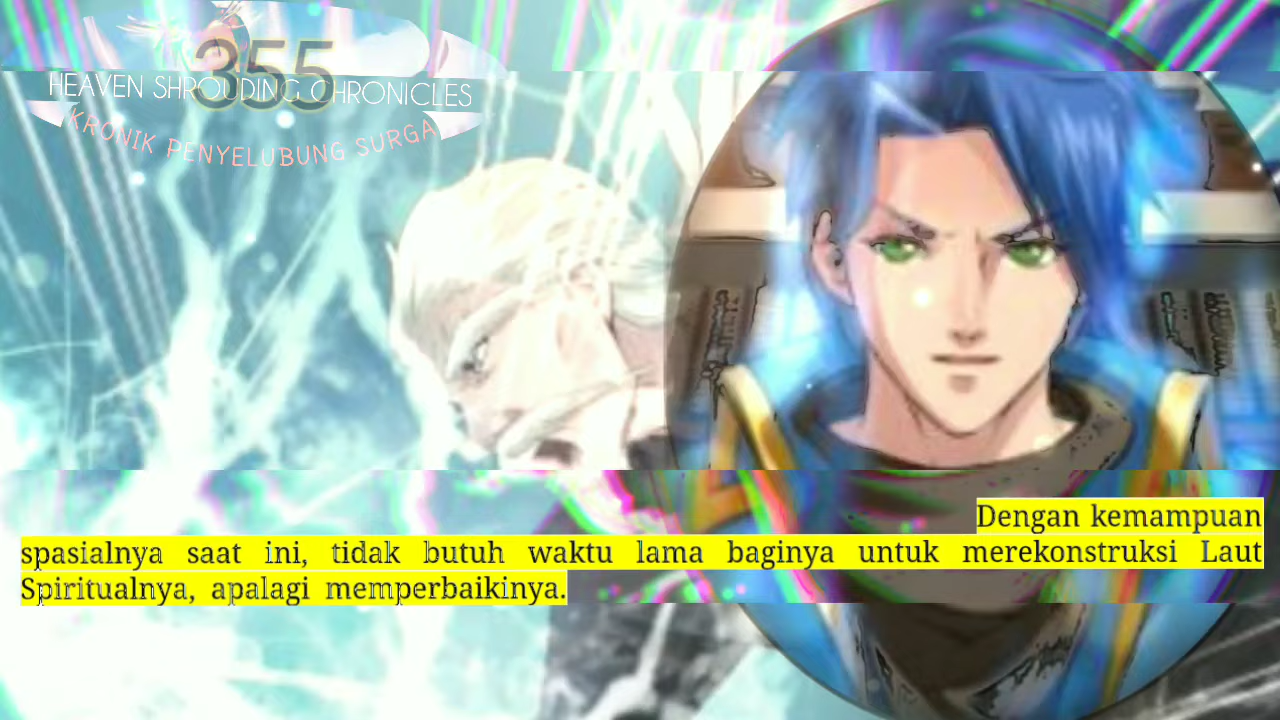 355
HEAVEN SHROUDING CHRONICLES
KRONIK PENYELUBUNG SURGA
Dengan kemampuan
spasialnya saat ini, tidak butuh waktu lama baginya untuk merekonstruksi Laut
Spiritualnya, apalagi memperbaikinya.